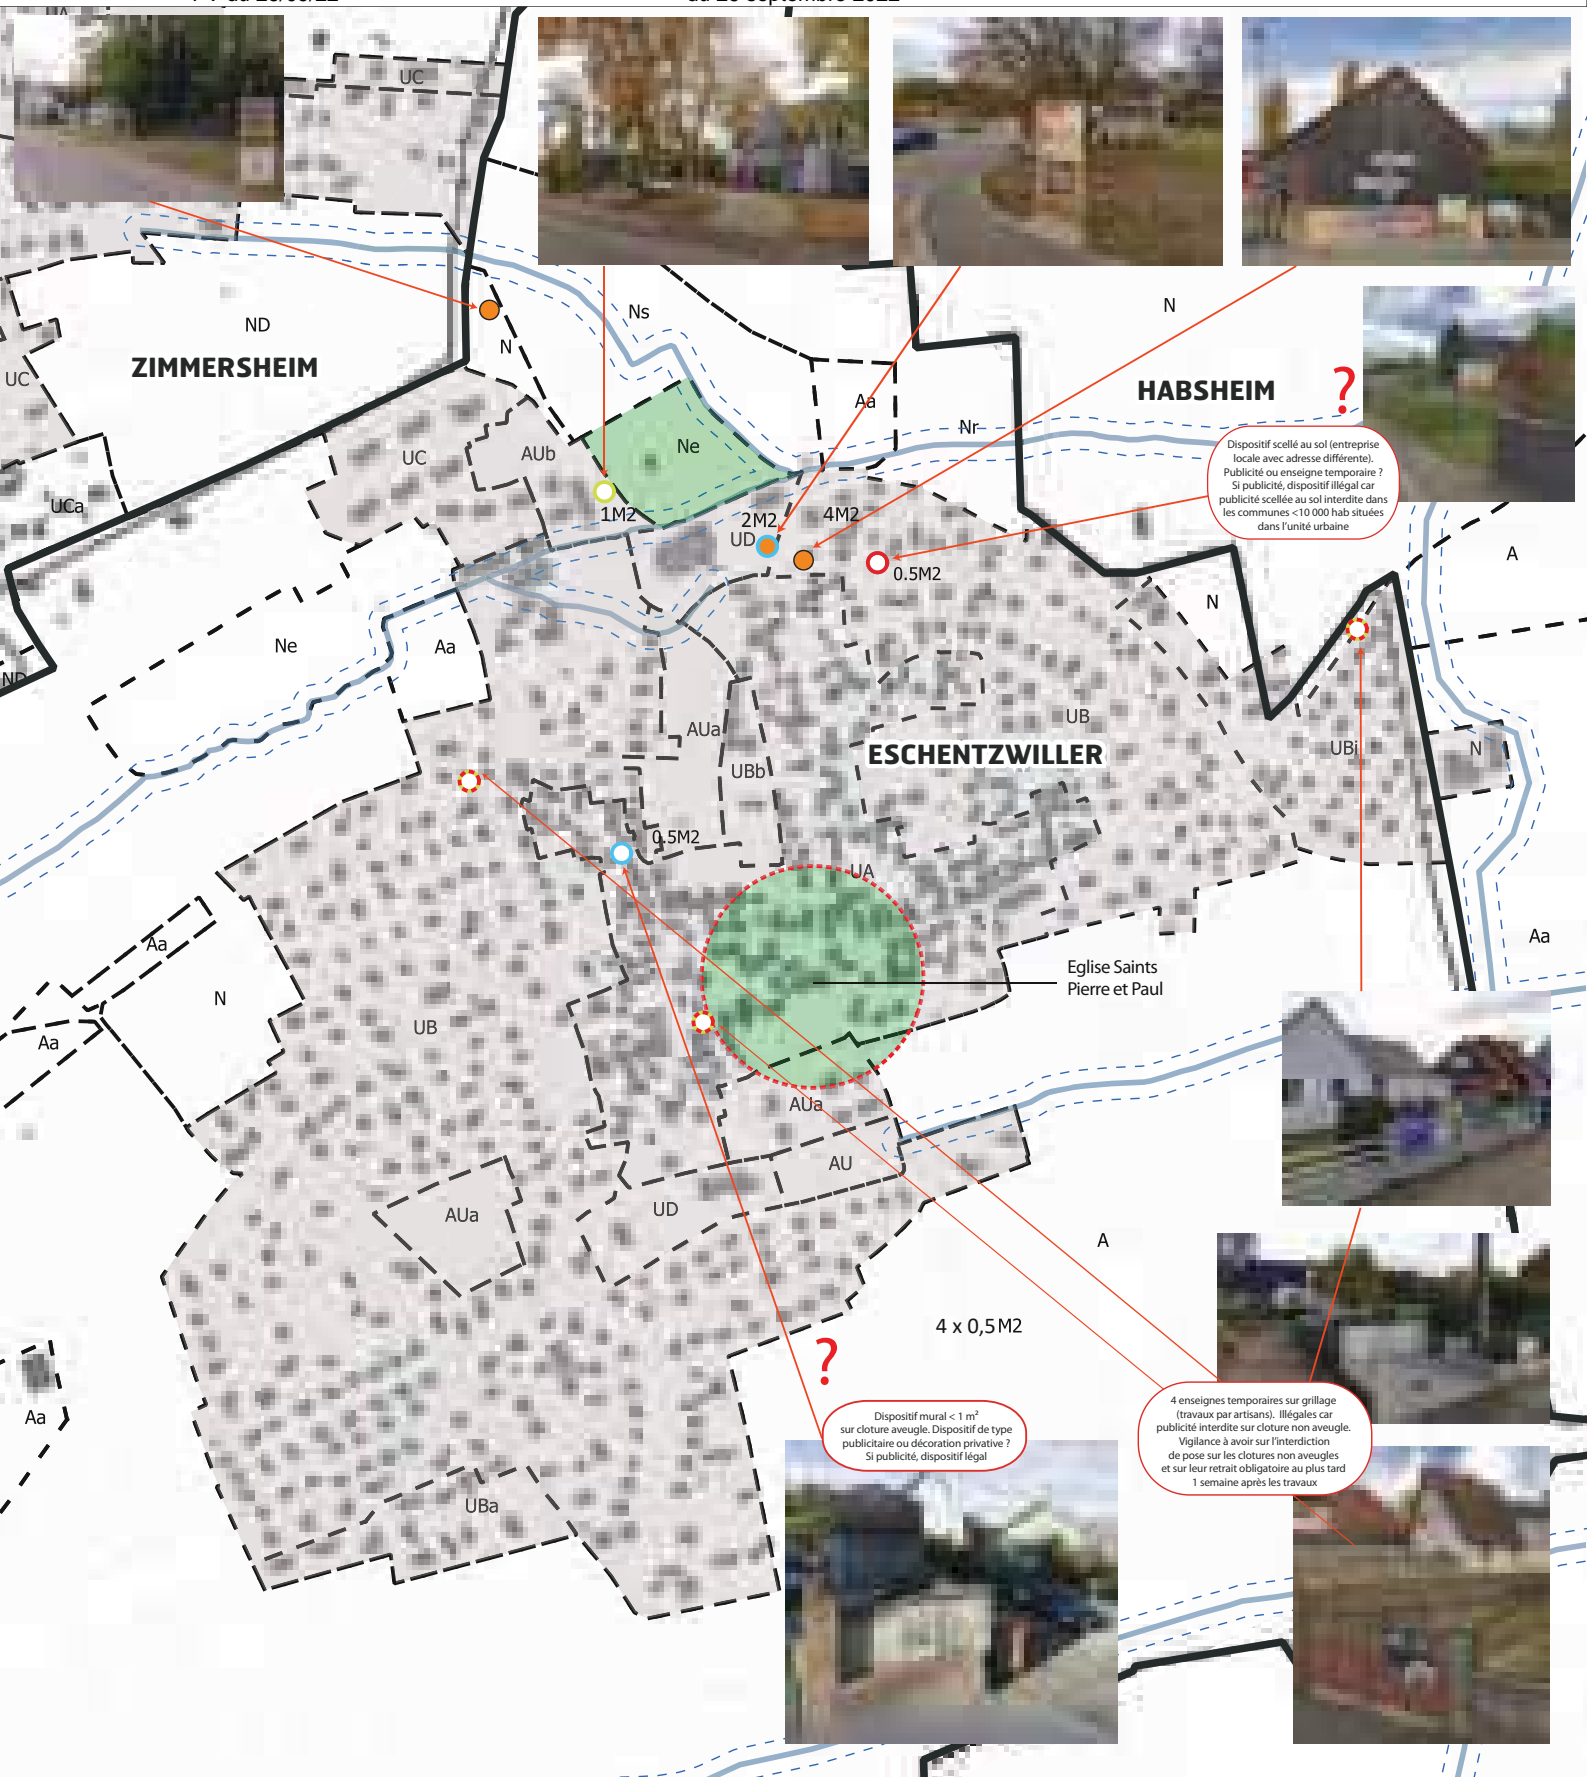 UC
ND
ZIMMERSHEIM
UC
UCa
ND
Ns
N
N
HABSHEIM
?
Aa
Nr
Ne
UC
AUb
1M2
2M2
UD
4M2
0.5M2
Dispositif scellé au sol (entreprise
locale avec adresse différente).
Publicité ou enseigne temporaire ?
Si publicité, dispositif illégal car
publicité scellée au sol interdite dans
les communes <10 000 hab situées
dans l'unité urbaine
A
N
Ne
Aa
AUa
UBb
UB
ESCHENTZWILLER
UBi
N
0.5M2
UA
Aa
N
Aa
Aa
UB
Eglise Saints
Pierre et Paul
AUa
AU
AUa
UD
A
4 x 0,5M2
?
Dispositif mural < 1 m²
sur cloture aveugle. Dispositif de type
publicitaire ou décoration privative ?
Si publicité, dispositif légal
4 enseignes temporaires sur grillage
(travaux par artisans). Illégales car
publicité interdite sur cloture non aveugle.
Vigilance à avoir sur l'interdiction
de pose sur les clotures non aveugles
et sur leur retrait obligatoire au plus tard
1 semaine après les travaux
Aa
UBa